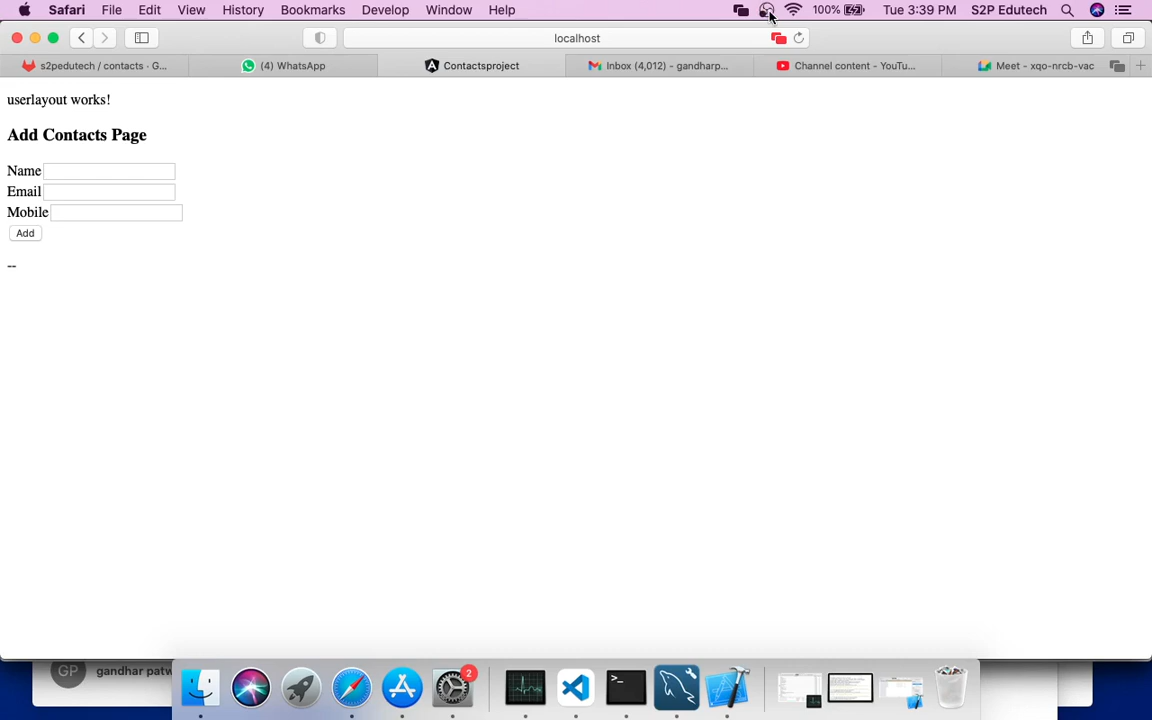 Safari File Edit View History Bookmarks Develop Window Help 100% Tue 3:39 PM S2P Edutech
localhost
s2pedutech / contacts · G... (4) WhatsApp Contactsproject Inbox (4,012) – gandharp... Channel content - YouTu... Meet – xqo-nrcb-vac
userlayout works!
Add Contacts Page
Name
Email
Mobile
Add
--
GP gandhar patw
2